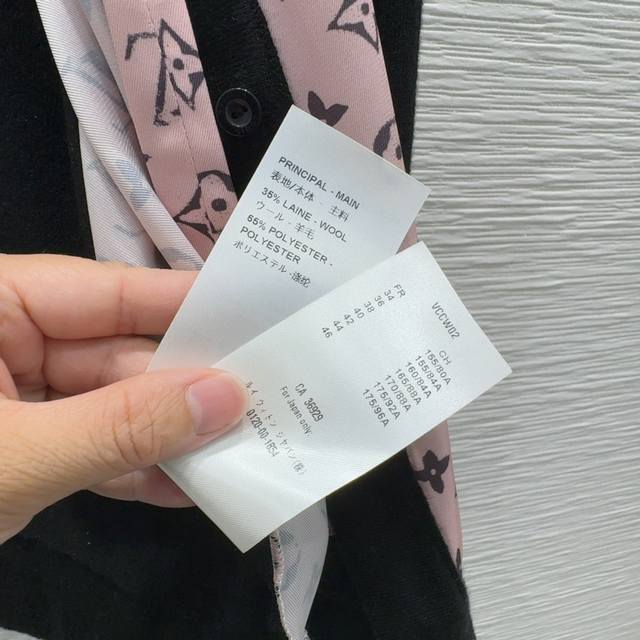 PRINCIPAL - MAIN
表地/本体 - 主料
35% LAINE - WOOL
ウール - 羊毛
65% POLYESTER -
POLYESTER
ポリエステル - 涤纶
VCCW02
FR CH
34 155/80A
36 155/84A
38 160/84A
40 165/88A
42 170/88A
44 175/92A
46 175/96A
CA 36929
For Japan only.
ルイ ヴィトン ジャパン(株)
0120-00-1854